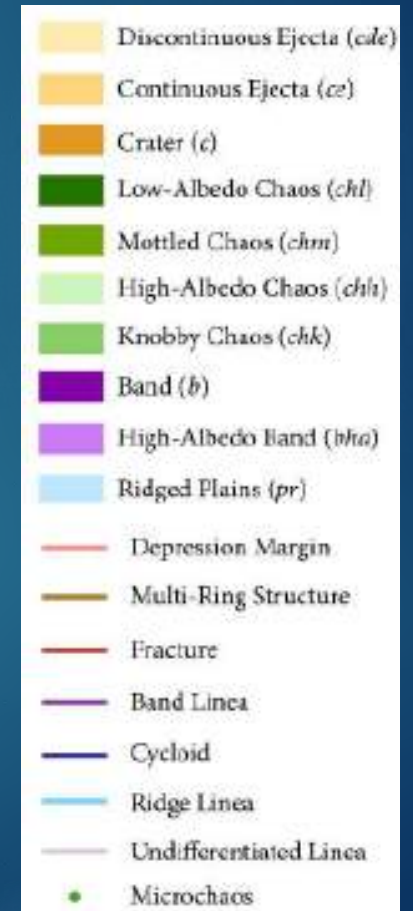 Discontinuous Ejecta (cde)
Continuous Ejecta (ce)
Crater (c)
Low-Albedo Chaos (chl)
Mottled Chaos (chm)
High-Albedo Chaos (chh)
Knobby Chaos (chk)
Band (b)
High-Albedo Band (bha)
Ridged Plains (pr)
Depression Margin
Multi-Ring Structure
Fracture
Band Linea
Cycloid
Ridge Linea
Undifferentiated Linea
Microchaos